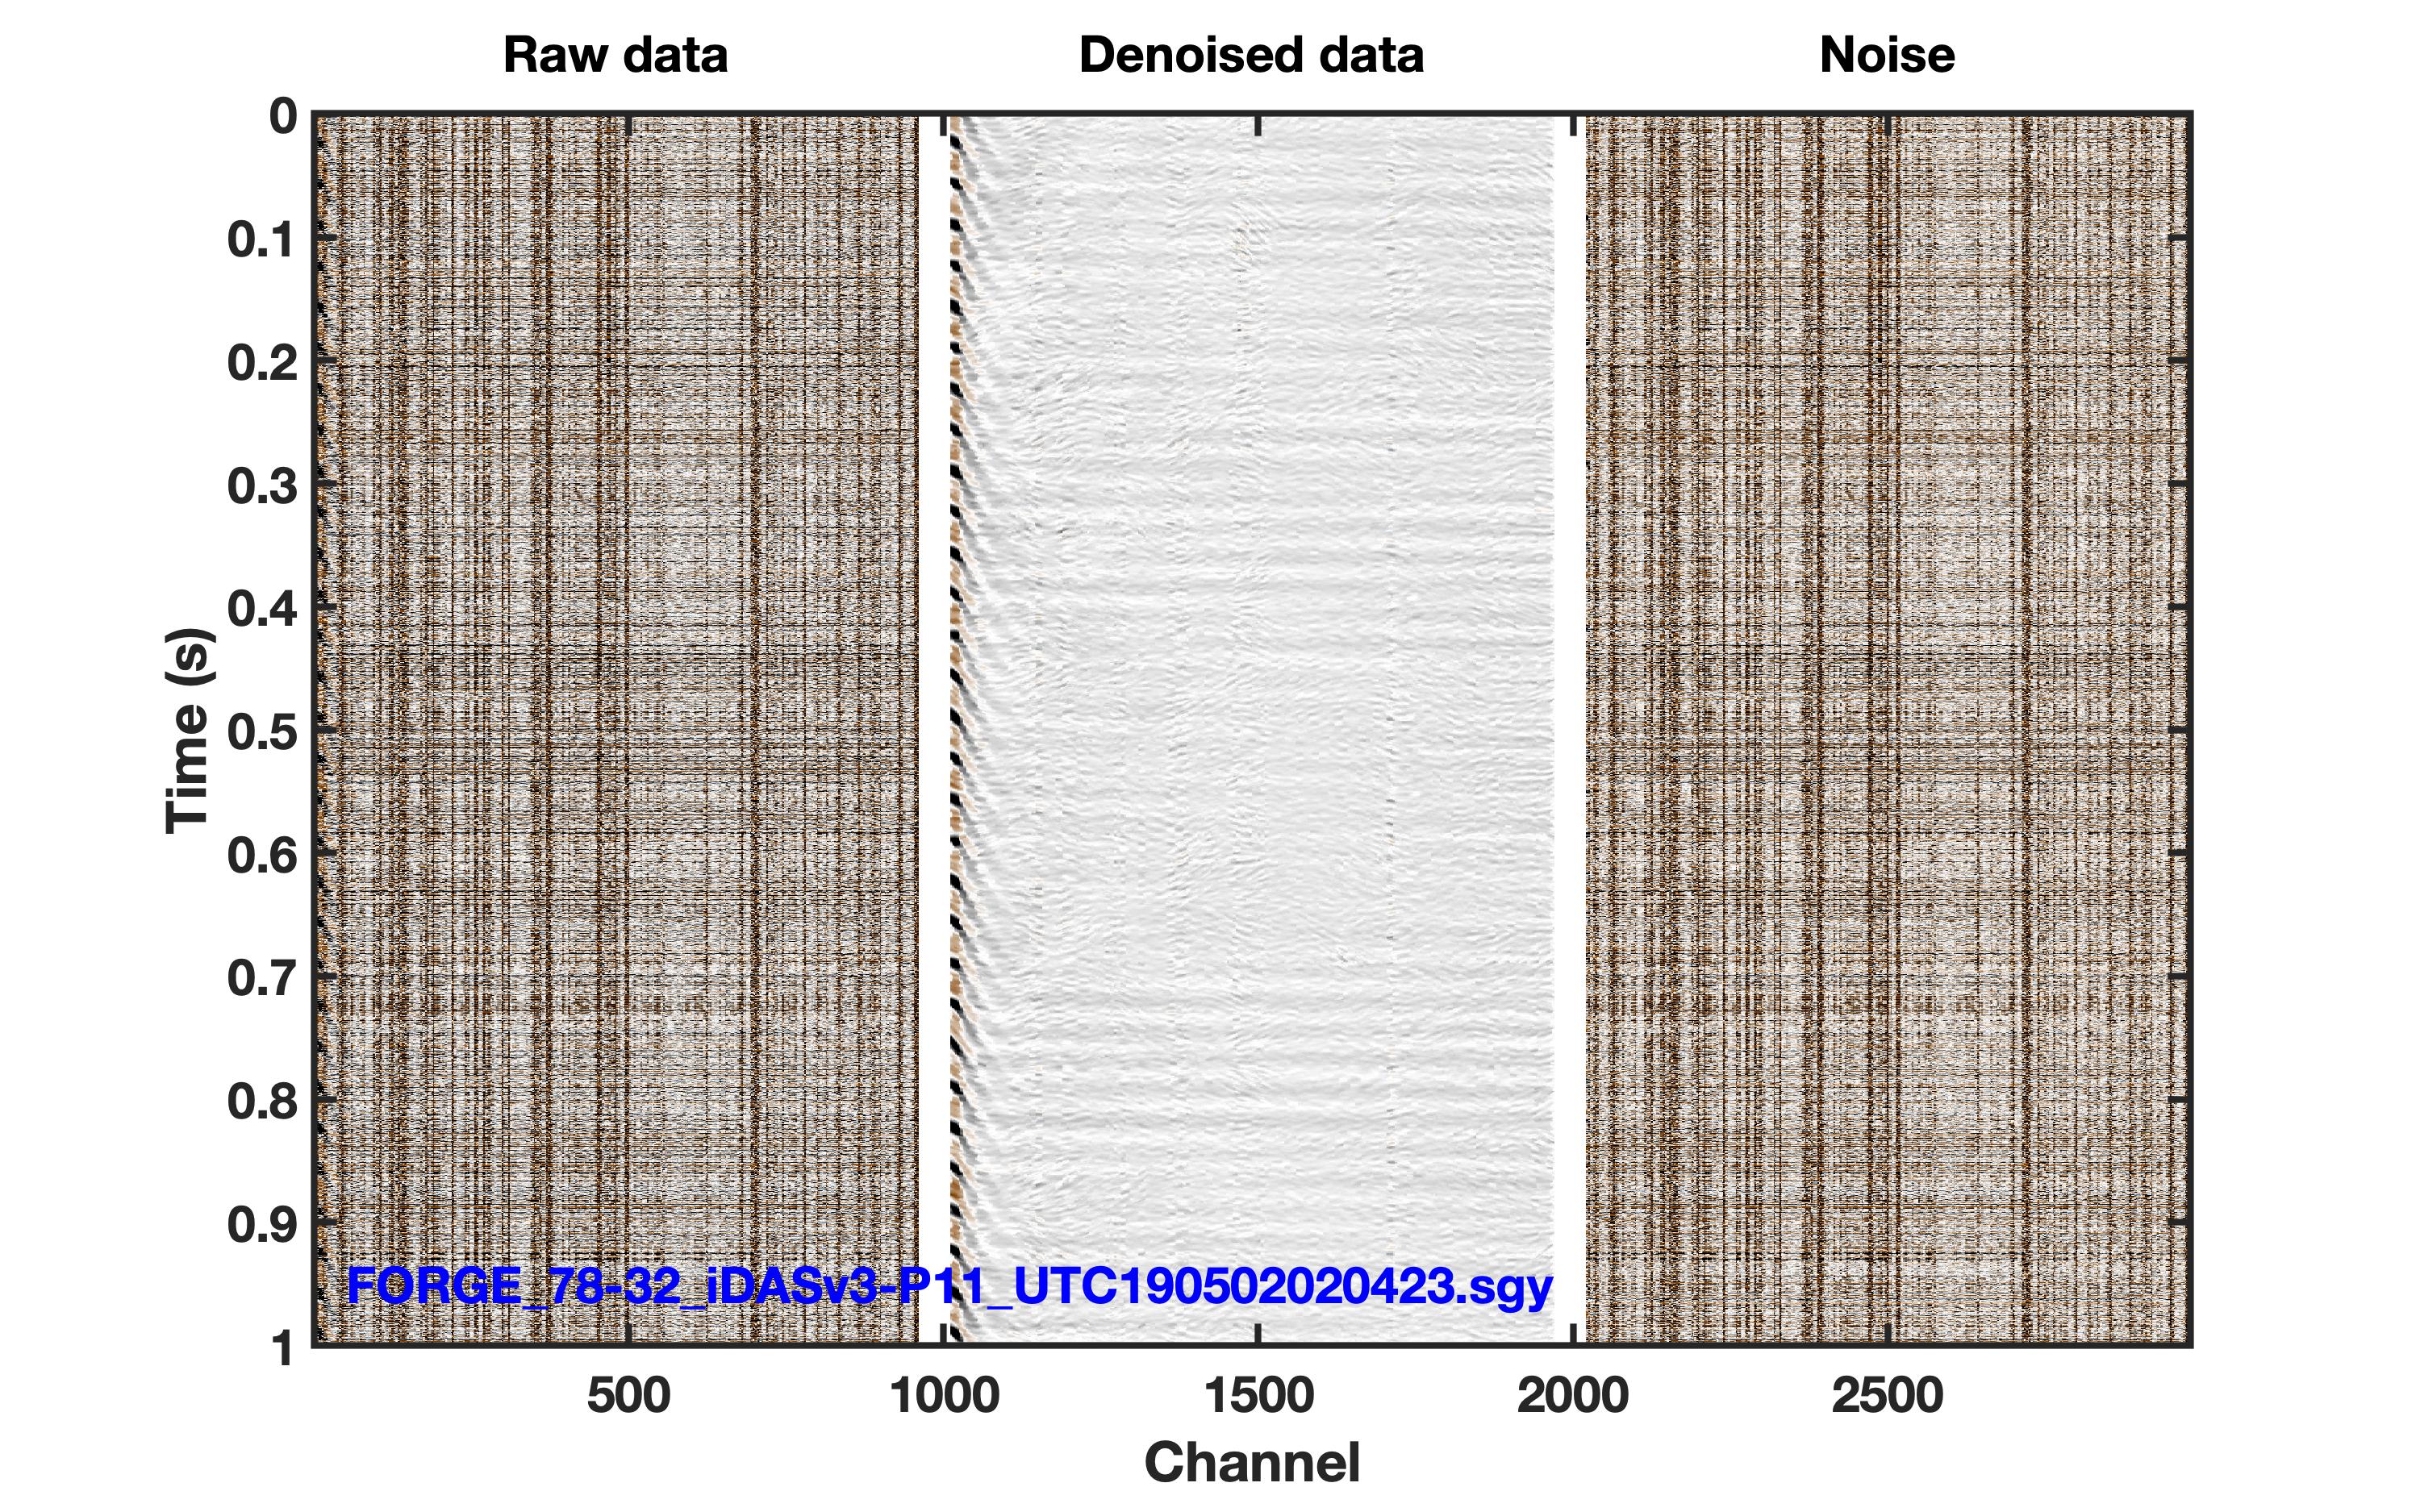 Raw data Denoised data Noise
0
0.1
0.2
0.3
0.4
0.5
0.6
0.7
0.8
0.9
1
Time (s)
FORGE_78-32_iDASv3-P11_UTC190502020423.sgy
500 1000 1500 2000 2500
Channel